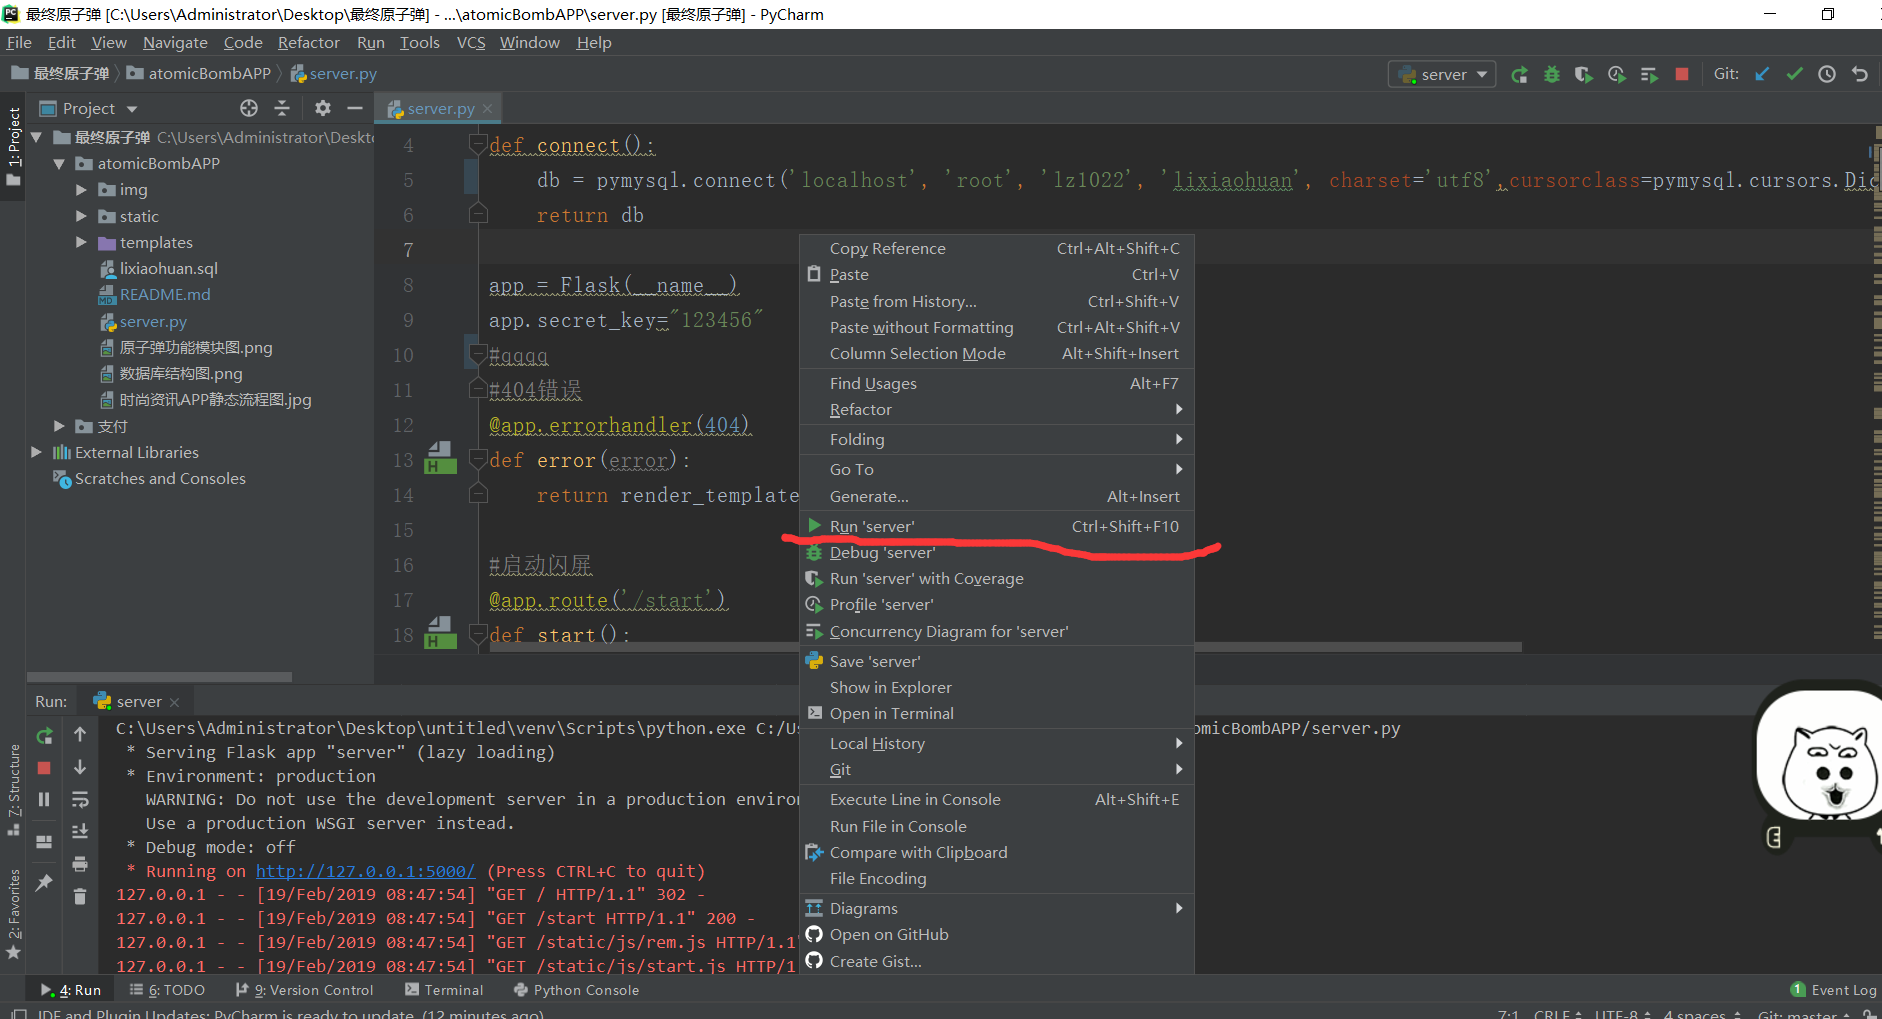 最终原子弹 [C:\Users\Administrator\Desktop\最终原子弹] - ...\atomicBombAPP\server.py [最终原子弹] - PyCharm
File Edit View Navigate Code Refactor Run Tools VCS Window Help
最终原子弹 atomicBombAPP server.py
server Git:
Project
server.py
1: Project
最终原子弹 C:\Users\Administrator\Deskt
atomicBombAPP
img
static
templates
lixiaohuan.sql
README.md
server.py
原子弹功能模块图.png
数据库结构图.png
时尚资讯APP静态流程图.jpg
支付
External Libraries
Scratches and Consoles
4 def connect():
5 db = pymysql.connect('localhost', 'root', 'lz1022', 'lixiaohuan', charset='utf8',cursorclass=pymysql.cursors.Dic
6 return db
7
8 app = Flask(__name__)
9 app.secret_key="123456"
10 #qqqq
11 #404错误
12 @app.errorhandler(404)
13 def error(error):
14 return render_template
15
16 #启动闪屏
17 @app.route('/start')
18 def start():
Copy Reference Ctrl+Alt+Shift+C
Paste Ctrl+V
Paste from History... Ctrl+Shift+V
Paste without Formatting Ctrl+Alt+Shift+V
Column Selection Mode Alt+Shift+Insert
Find Usages Alt+F7
Refactor
Folding
Go To
Generate... Alt+Insert
Run 'server' Ctrl+Shift+F10
Debug 'server'
Run 'server' with Coverage
Profile 'server'
Concurrency Diagram for 'server'
Save 'server'
Show in Explorer
Open in Terminal
Local History
Git
Execute Line in Console Alt+Shift+E
Run File in Console
Compare with Clipboard
File Encoding
Diagrams
Open on GitHub
Create Gist...
Run: server
C:\Users\Administrator\Desktop\untitled\venv\Scripts\python.exe C:/Us omicBombAPP/server.py
* Serving Flask app "server" (lazy loading)
* Environment: production
WARNING: Do not use the development server in a production environ
Use a production WSGI server instead.
* Debug mode: off
* Running on http://127.0.0.1:5000/ (Press CTRL+C to quit)
127.0.0.1 - - [19/Feb/2019 08:47:54] "GET / HTTP/1.1" 302 -
127.0.0.1 - - [19/Feb/2019 08:47:54] "GET /start HTTP/1.1" 200 -
127.0.0.1 - - [19/Feb/2019 08:47:54] "GET /static/js/rem.js HTTP/1.1"
127.0.0.1 - - [19/Feb/2019 08:47:54] "GET /static/js/start.js HTTP/1
7: Structure
2: Favorites
4: Run 6: TODO 9: Version Control Terminal Python Console 1 Event Log
IDE and Plugin Updates: PyCharm is ready to update. (12 minutes ago) 7:1 CRLF UTF-8 4 spaces Git: master